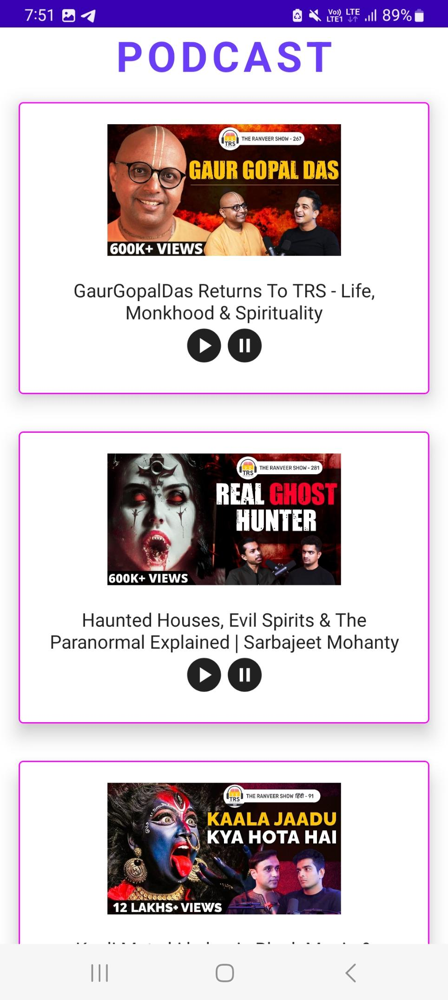 7:51
Vo)) LTE1 LTE 89%
PODCAST
TRS
THE RANVEER SHOW - 267
GAUR GOPAL DAS
600K+ VIEWS
GaurGopalDas Returns To TRS - Life,
Monkhood & Spirituality
TRS
THE RANVEER SHOW - 281
REAL GHOST
HUNTER
600K+ VIEWS
Haunted Houses, Evil Spirits & The
Paranormal Explained | Sarbajeet Mohanty
TRS
THE RANVEER SHOW हिंदी - 91
KAALA JAADU
KYA HOTA HAI
12 LAKHS+ VIEWS